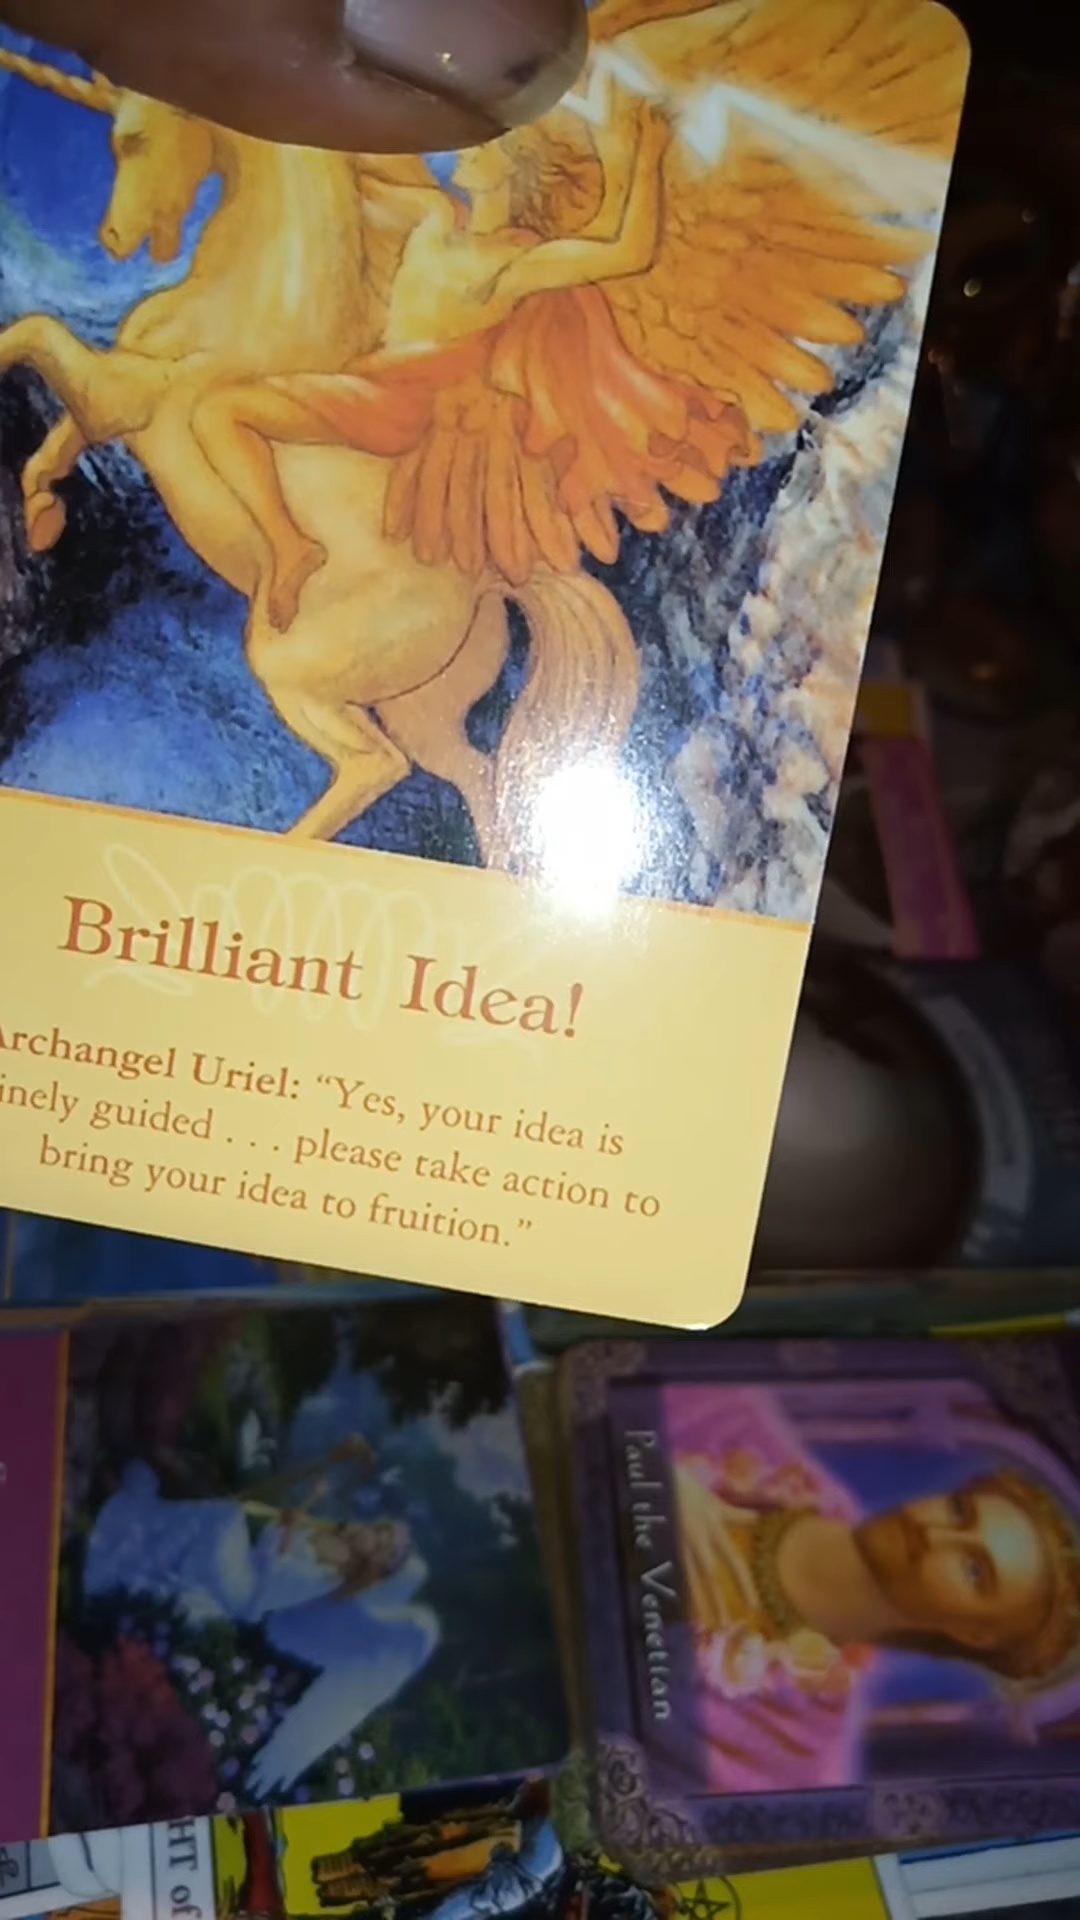 Brilliant Idea!
Archangel Uriel: “Yes, your idea is
inely guided . . . please take action to
bring your idea to fruition.”
Paul the Venetian
HT of